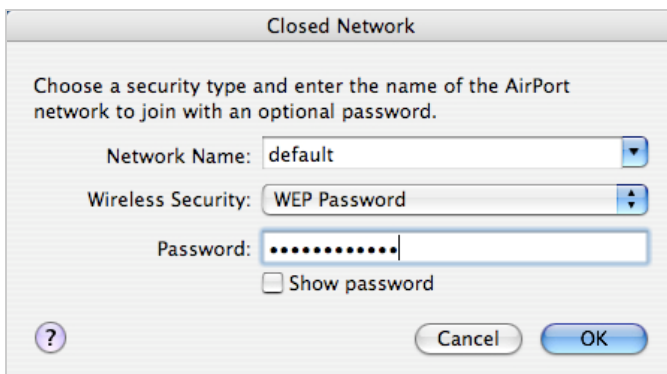 Closed Network
Choose a security type and enter the name of the AirPort
network to join with an optional password.
Network Name: default
Wireless Security: WEP Password
Password: ••••••••••••
Show password
? Cancel OK